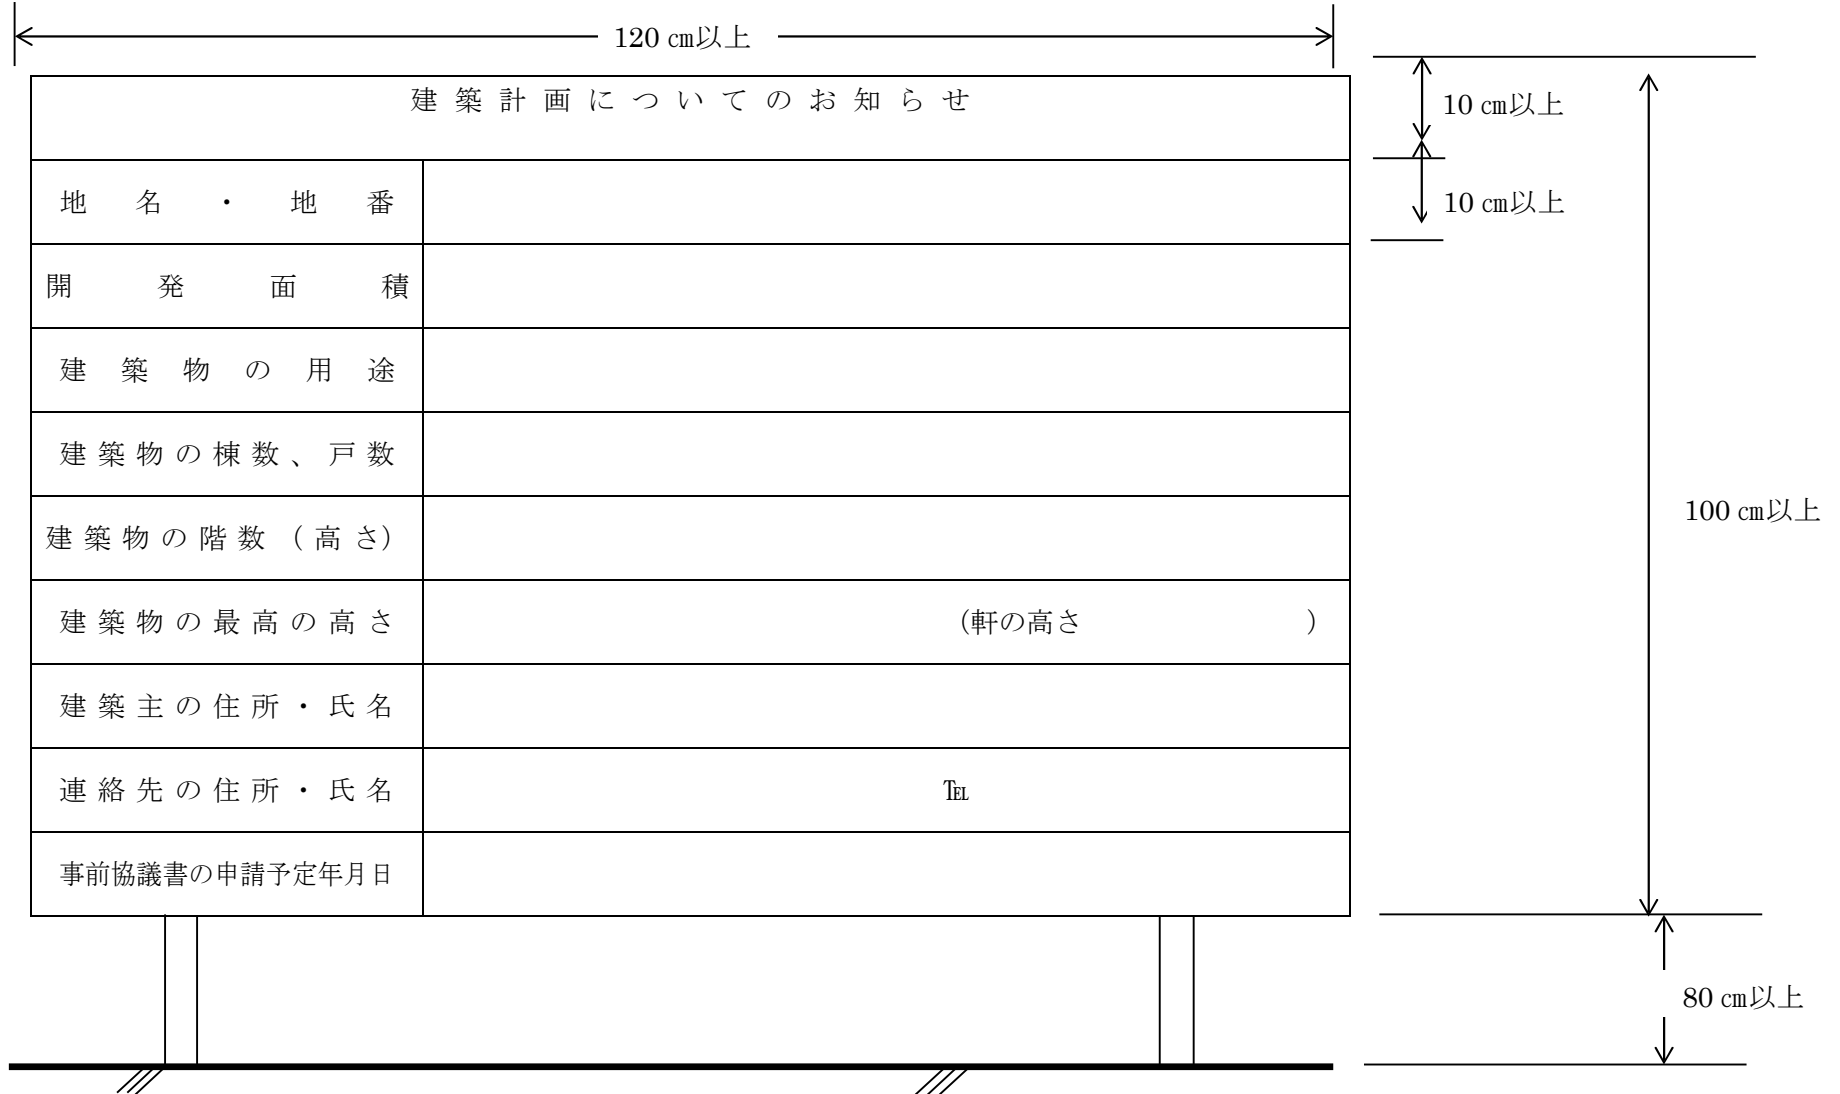 120 ㎝以上
建築計画についてのお知らせ
10 ㎝以上
地名・地番
10 ㎝以上
開発面積
建築物の用途
建築物の棟数、戸数
建築物の階数（高さ）
100 ㎝以上
建築物の最高の高さ （軒の高さ ）
建築主の住所・氏名
連絡先の住所・氏名 ℡
事前協議書の申請予定年月日
80 ㎝以上